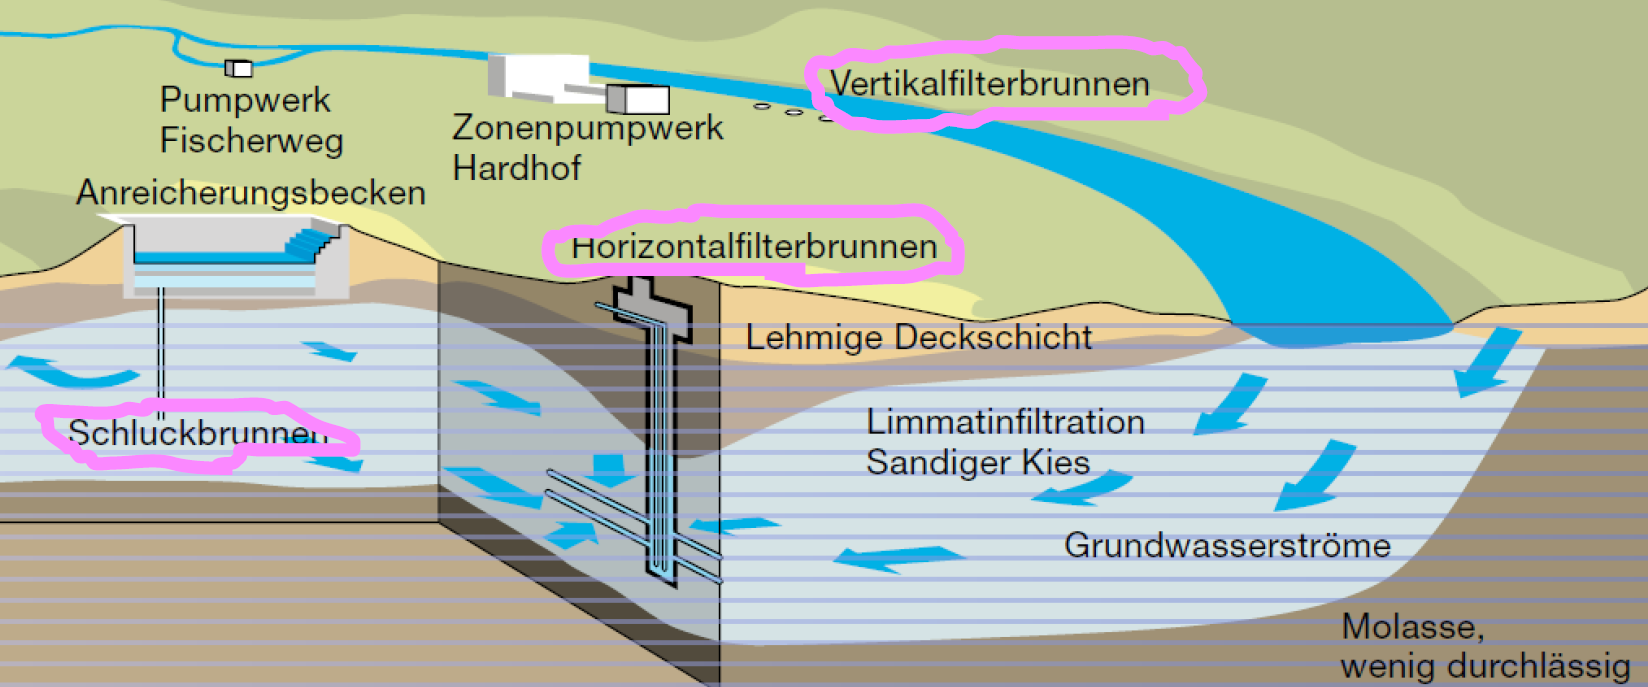 Vertikalfilterbrunnen
Pumpwerk
Fischerweg
Zonenpumpwerk
Hardhof
Anreicherungsbecken
Horizontalfilterbrunnen
Lehmige Deckschicht
Schluckbrunnen
Limmatinfiltration
Sandiger Kies
Grundwasserströme
Molasse,
wenig durchlässig